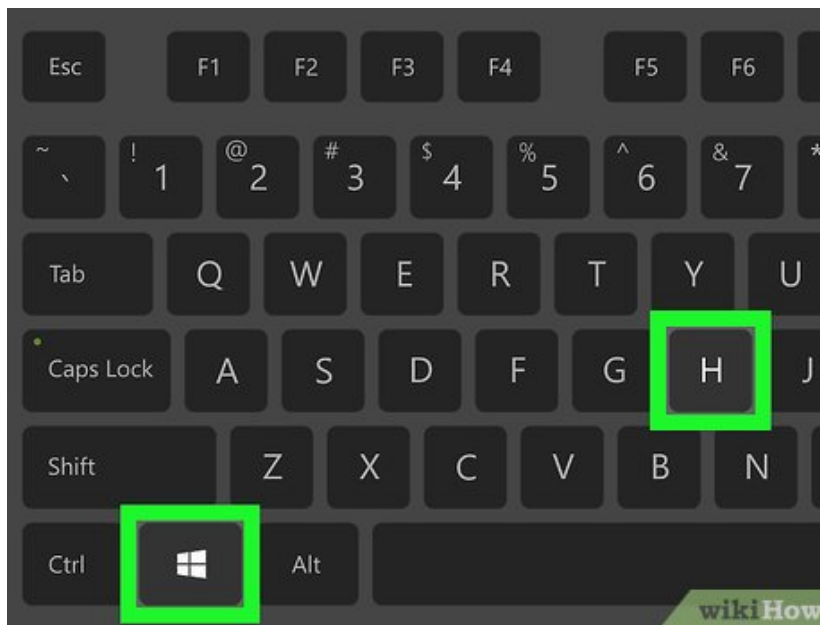 Esc F1 F2 F3 F4 F5 F6
~ ` ! 1 @ 2 # 3 $ 4 % 5 ^ 6 & 7 *
Tab Q W E R T Y U
Caps Lock A S D F G H J
Shift Z X C V B N
Ctrl Alt
wikiHow